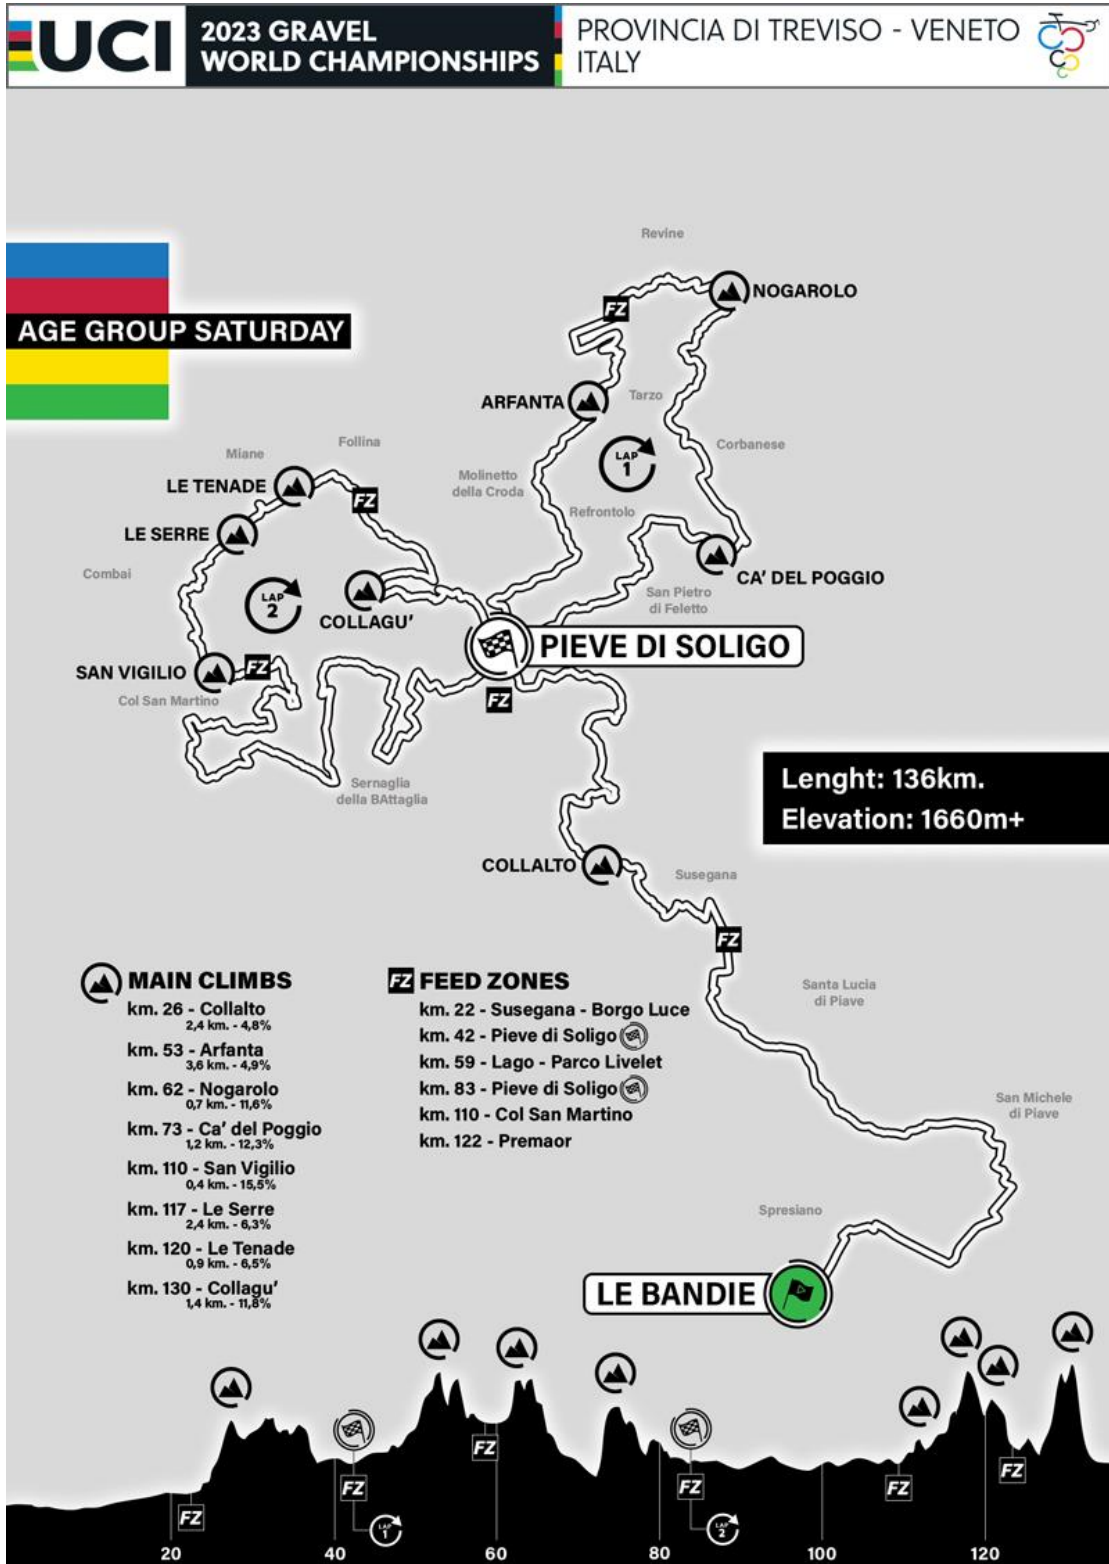 UCI
2023 GRAVEL
WORLD CHAMPIONSHIPS
PROVINCIA DI TREVISO - VENETO
ITALY
AGE GROUP SATURDAY
Revine
NOGAROLO
FZ
ARFANTA
Tarzo
LAP
1
Corbanese
Follina
Miane
LE TENADE
FZ
Molinetto
della Croda
Refrontolo
LE SERRE
Combai
LAP
2
COLLAGU'
CA' DEL POGGIO
San Pietro
di Feletto
PIEVE DI SOLIGO
SAN VIGILIO
FZ
Col San Martino
FZ
Sernaglia
della BAttaglia
Lenght: 136km.
Elevation: 1660m+
COLLALTO
Susegana
FZ
Santa Lucia
di Piave
San Michele
di Piave
Spresiano
LE BANDIE
MAIN CLIMBS
km. 26 - Collalto
2,4 km. - 4,8%
km. 53 - Arfanta
3,6 km. - 4,9%
km. 62 - Nogarolo
0,7 km. - 11,6%
km. 73 - Ca' del Poggio
1,2 km. - 12,3%
km. 110 - San Vigilio
0,4 km. - 15,5%
km. 117 - Le Serre
2,4 km. - 6,3%
km. 120 - Le Tenade
0,9 km. - 6,5%
km. 130 - Collagu'
1,4 km. - 11,8%
FZ FEED ZONES
km. 22 - Susegana - Borgo Luce
km. 42 - Pieve di Soligo
km. 59 - Lago - Parco Livelet
km. 83 - Pieve di Soligo
km. 110 - Col San Martino
km. 122 - Premaor
FZ
FZ
FZ
FZ
FZ
FZ
LAP
1
LAP
2
20
40
60
80
100
120